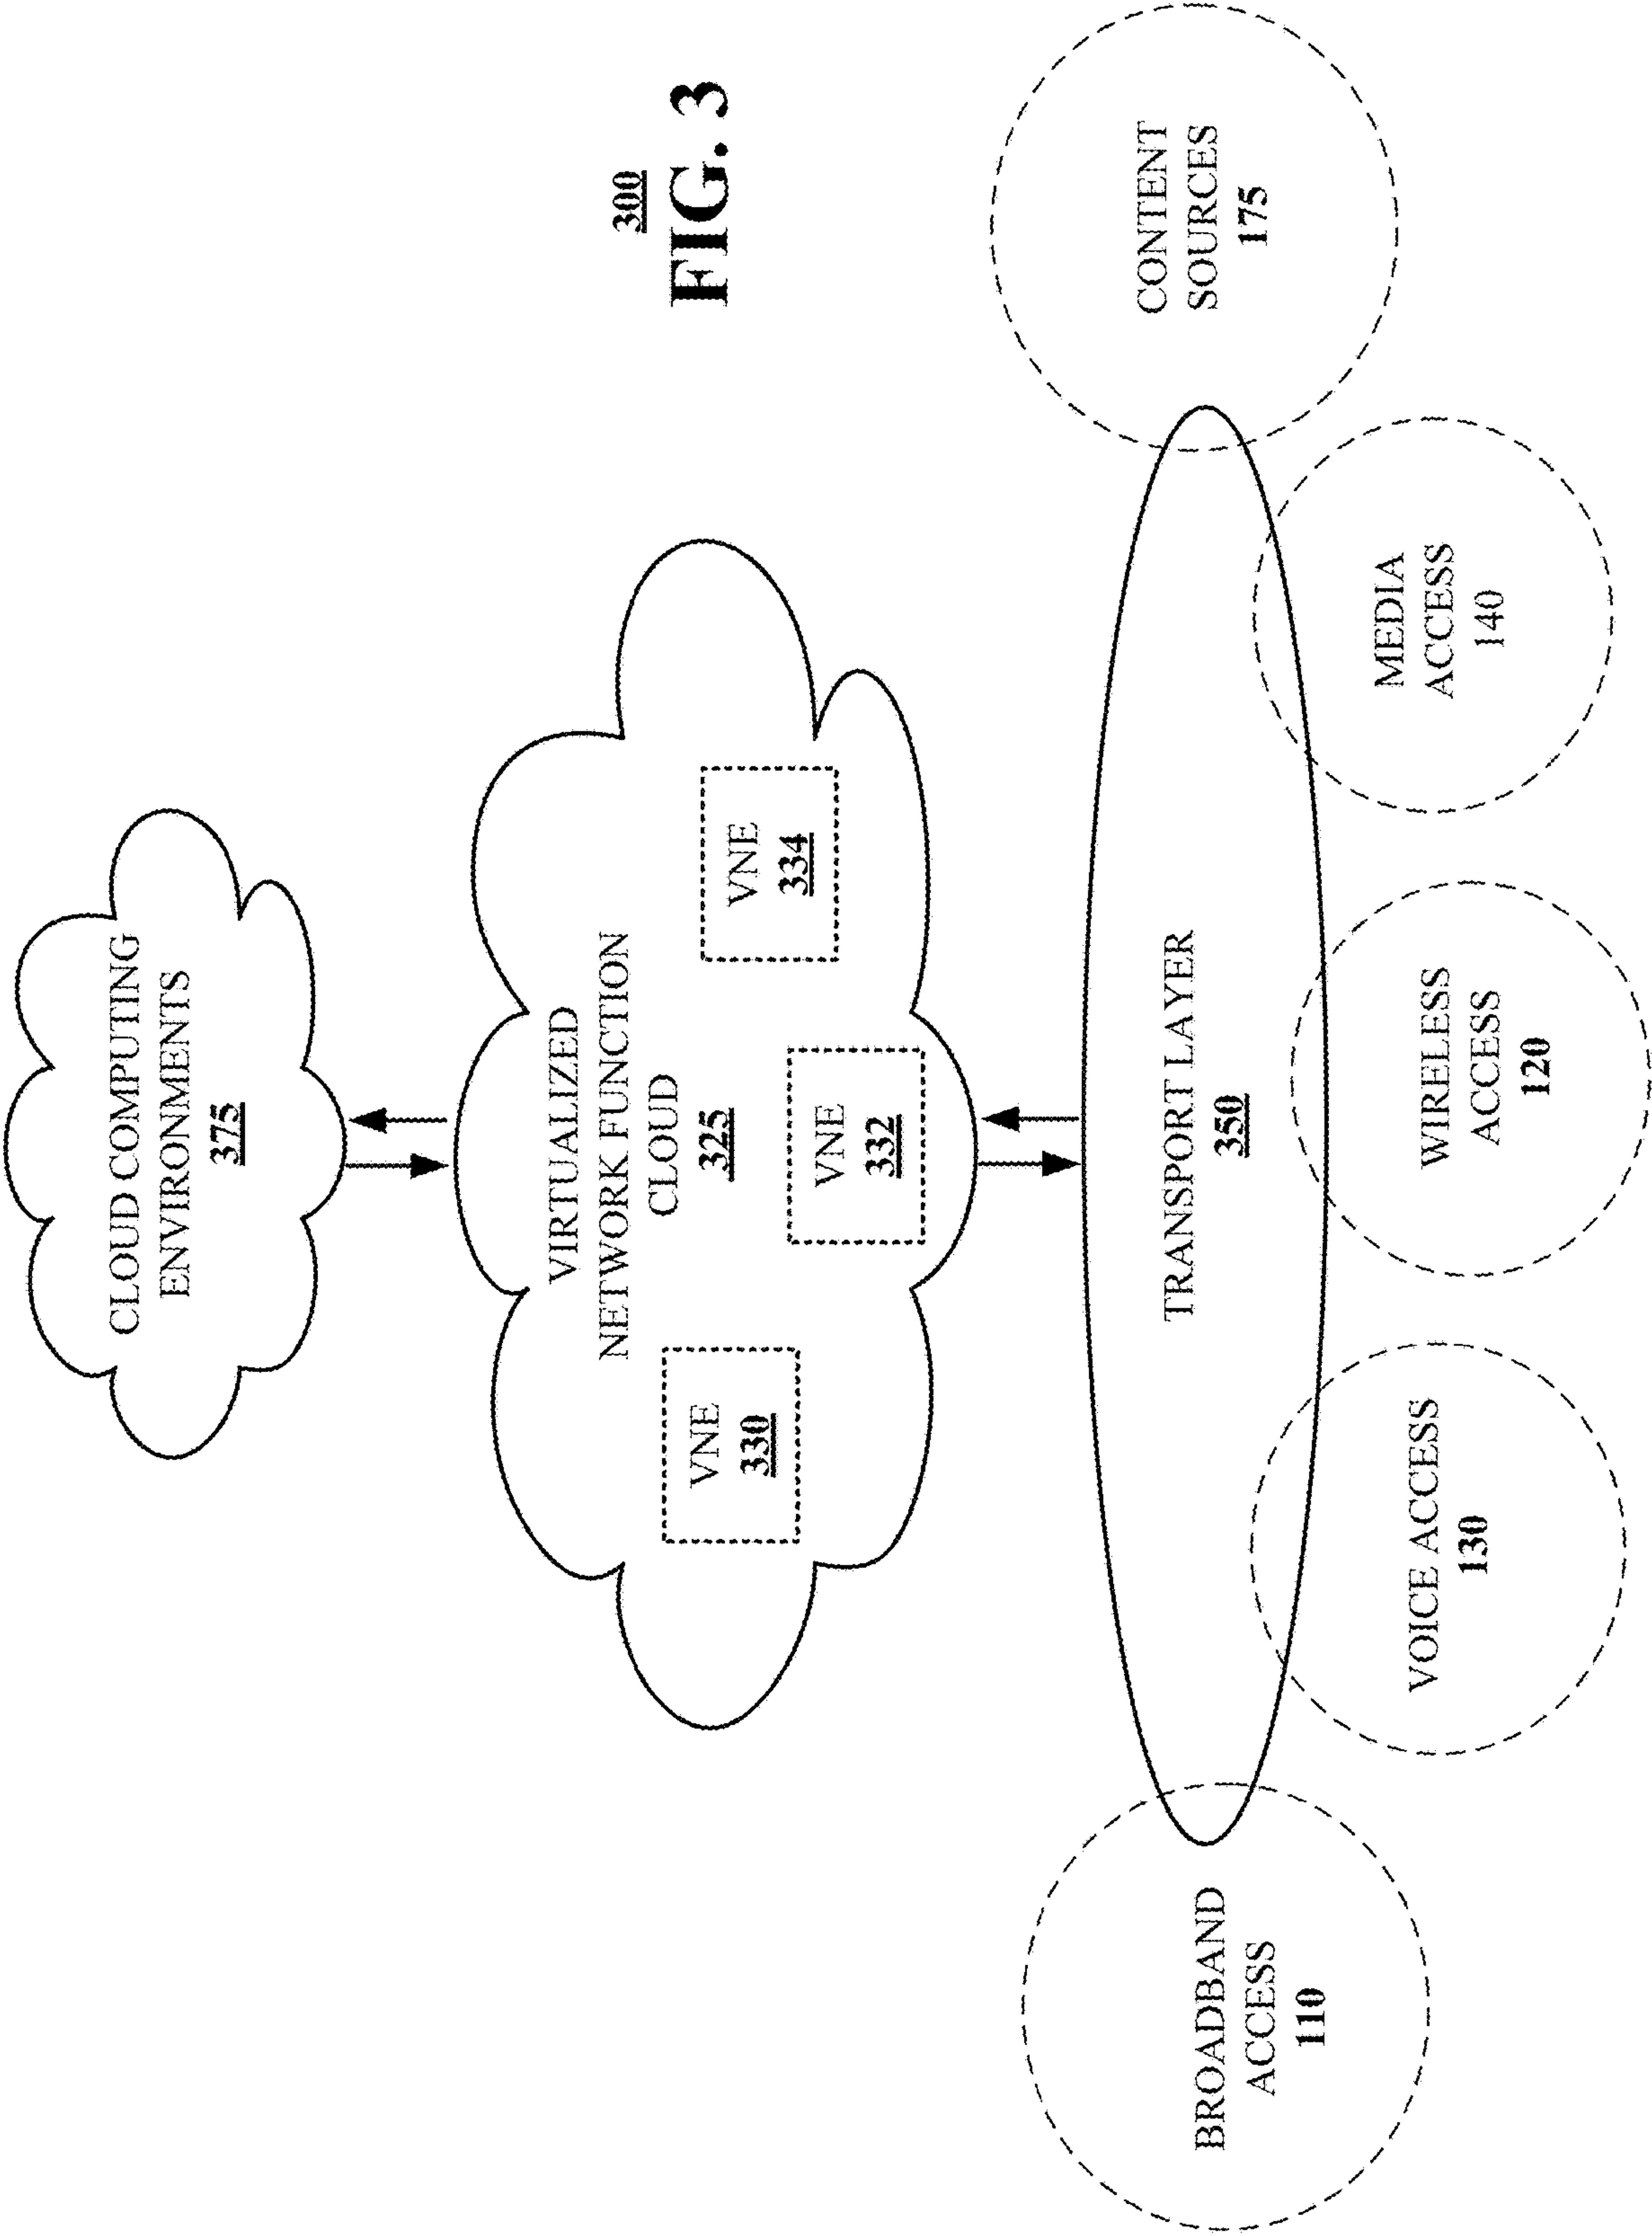 CLOUD COMPUTING
ENVIRONMENTS
375
VIRTUALIZED
NETWORK FUNCTION
CLOUD
325
VNE
330
VNE
332
VNE
334
300
FIG. 3
TRANSPORT LAYER
350
BROADBAND
ACCESS
110
VOICE ACCESS
130
WIRELESS
ACCESS
120
MEDIA
ACCESS
140
CONTENT
SOURCES
175